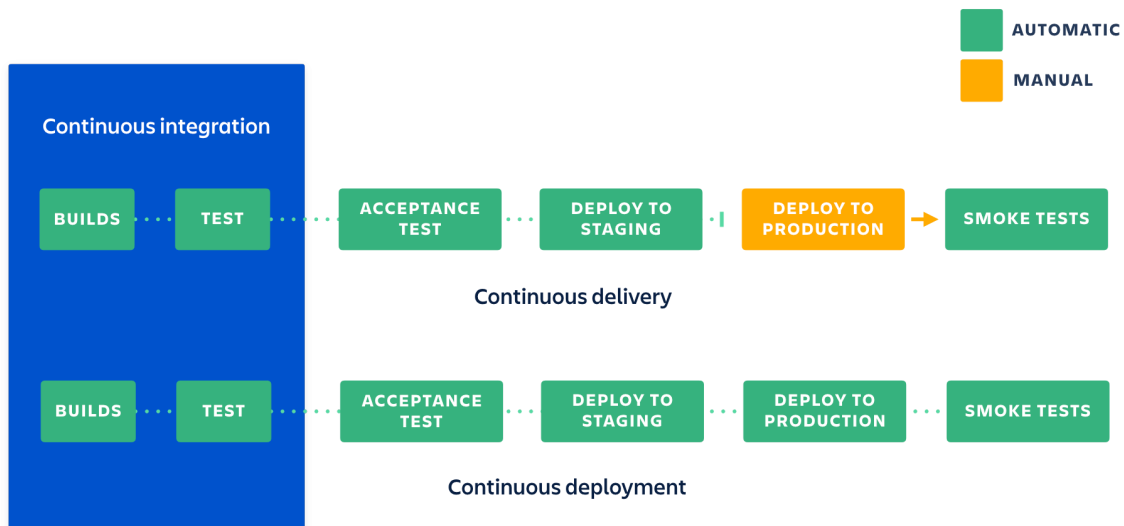 AUTOMATIC
MANUAL
Continuous integration
BUILDS
TEST
ACCEPTANCE
TEST
DEPLOY TO
STAGING
DEPLOY TO
PRODUCTION
SMOKE TESTS
Continuous delivery
BUILDS
TEST
ACCEPTANCE
TEST
DEPLOY TO
STAGING
DEPLOY TO
PRODUCTION
SMOKE TESTS
Continuous deployment